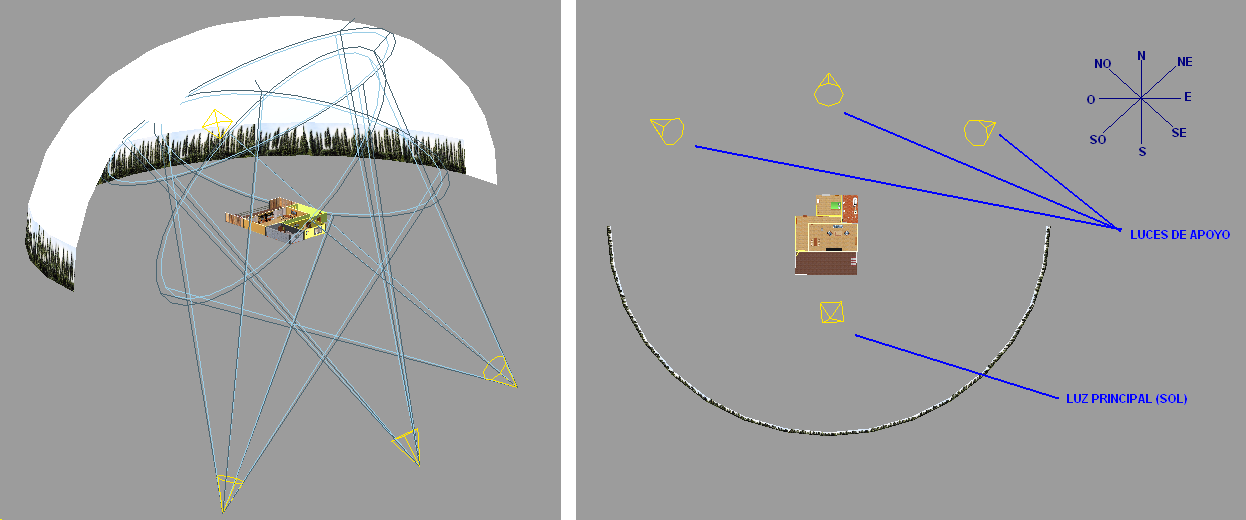 N
NO
NE
O
E
SO
SE
S
LUCES DE APOYO
LUZ PRINCIPAL (SOL)